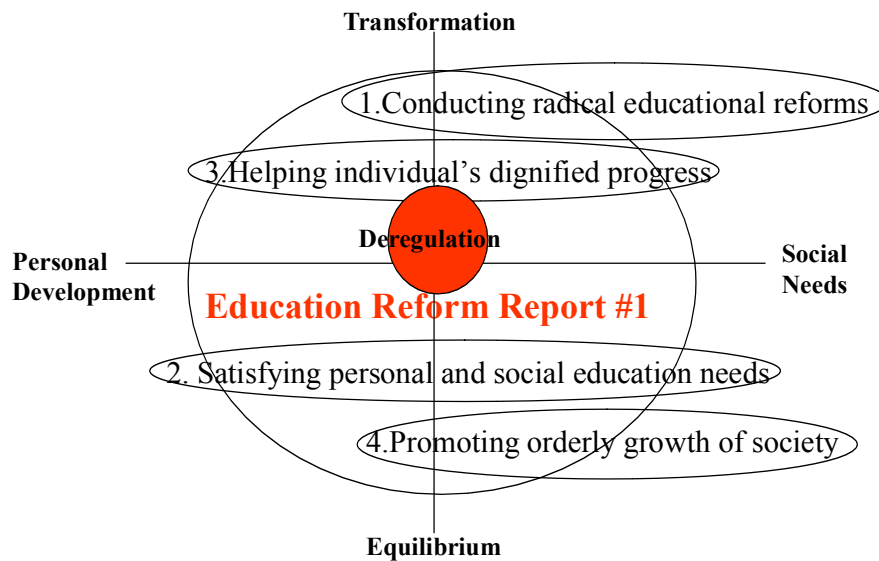 Transformation
1.Conducting radical educational reforms
3.Helping individual’s dignified progress
Deregulation
Personal
Development
Social
Needs
Education Reform Report #1
2. Satisfying personal and social education needs
4.Promoting orderly growth of society
Equilibrium